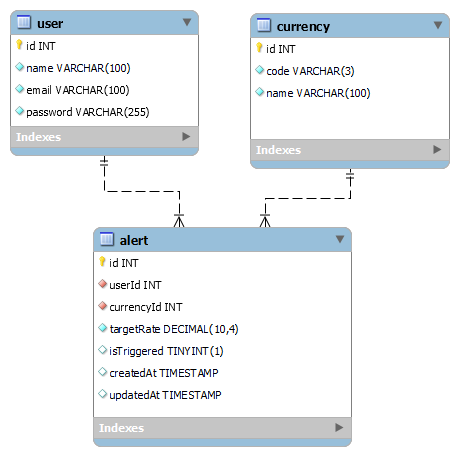 user
id INT
name VARCHAR(100)
email VARCHAR(100)
password VARCHAR(255)
Indexes
currency
id INT
code VARCHAR(3)
name VARCHAR(100)
Indexes
alert
id INT
userId INT
currencyId INT
targetRate DECIMAL(10,4)
isTriggered TINYINT(1)
createdAt TIMESTAMP
updatedAt TIMESTAMP
Indexes